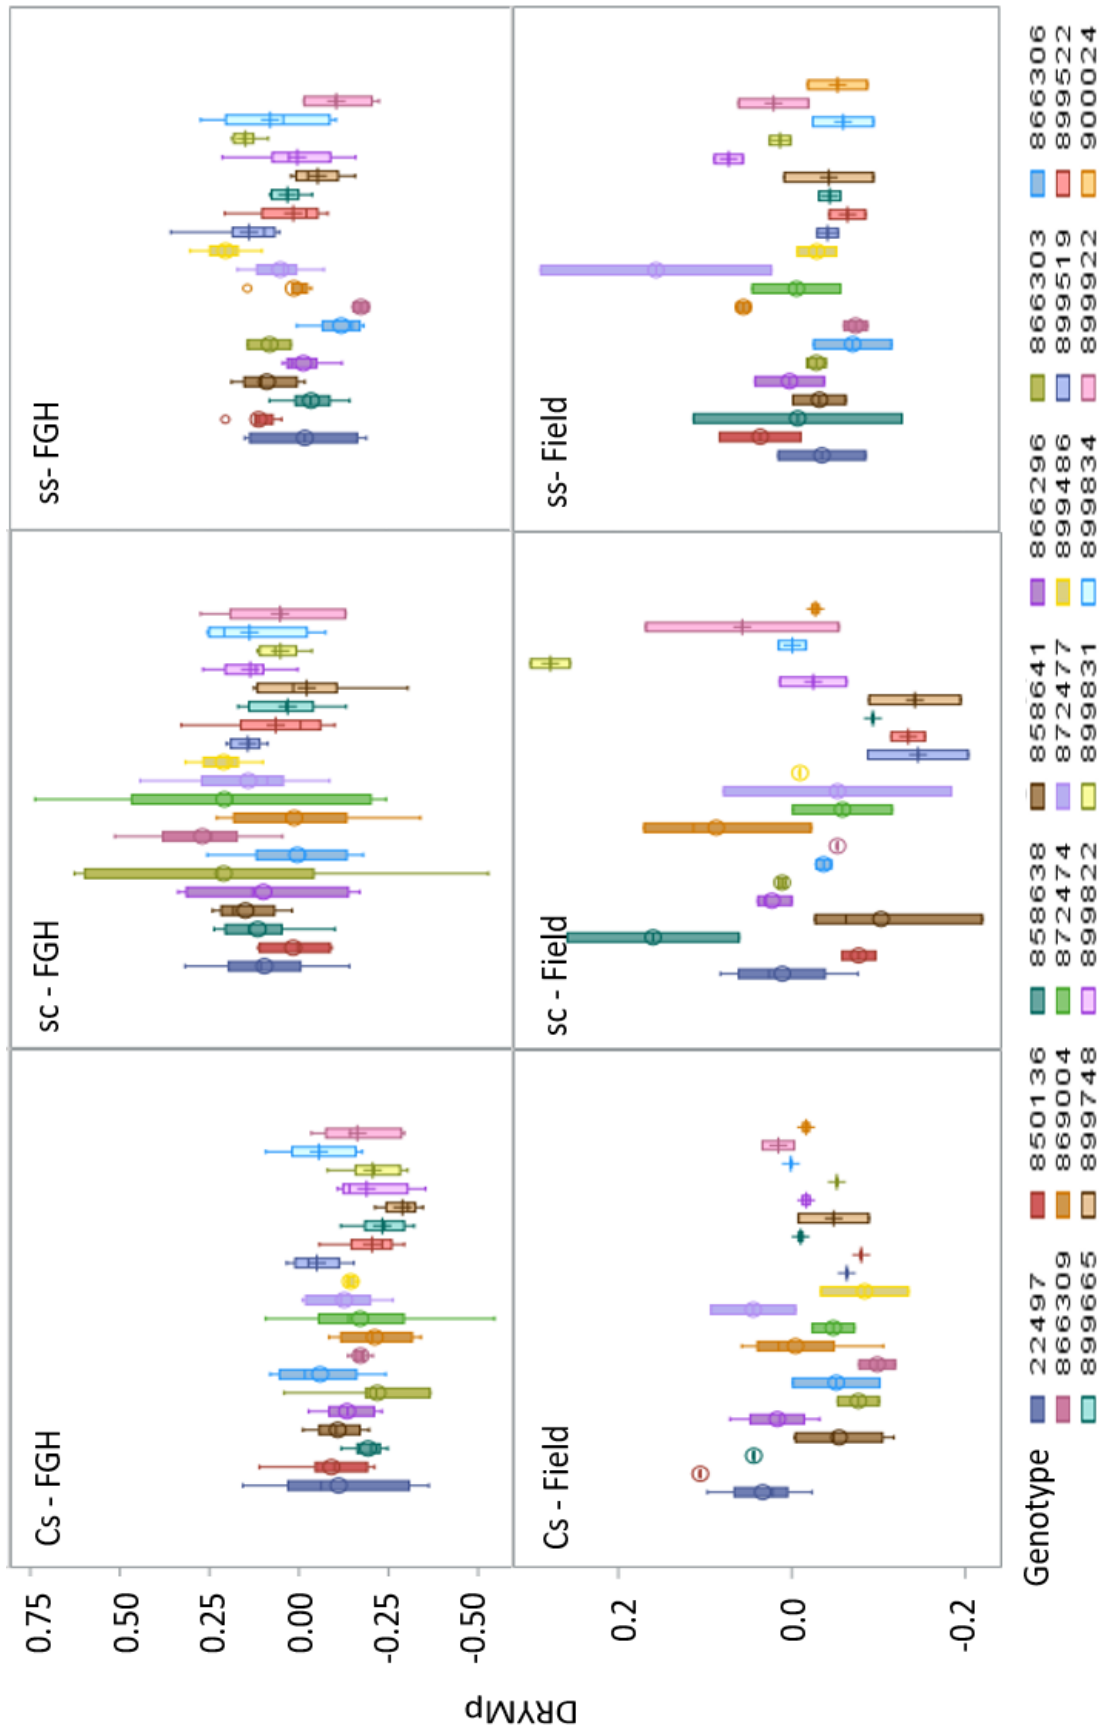 Cs - FGH
sc - FGH
ss- FGH
0.75
0.50
0.25
0.00
-0.25
-0.50
DRYMp
Cs - Field
sc - Field
ss- Field
0.2
0.0
-0.2
Genotype
22497 850136 858638 858641 866296 866303 866306
866309 869004 872474 872477 899486 899519 899522
899665 899748 899822 899831 899834 899922 900024